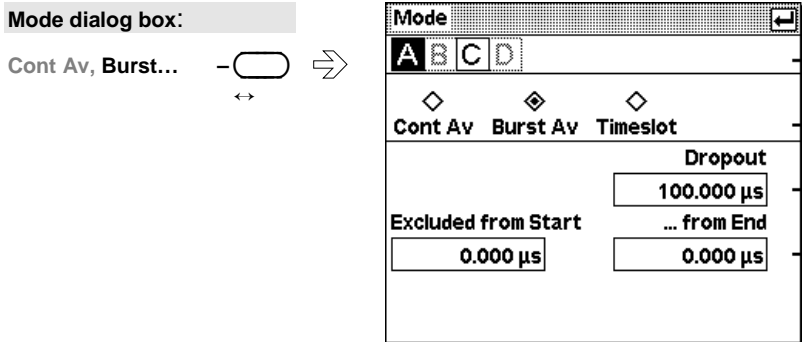 Mode dialog box:
Cont Av, Burst…
Mode
A B C D
Cont Av Burst Av Timeslot
Dropout
100.000 µs
Excluded from Start ... from End
0.000 µs 0.000 µs